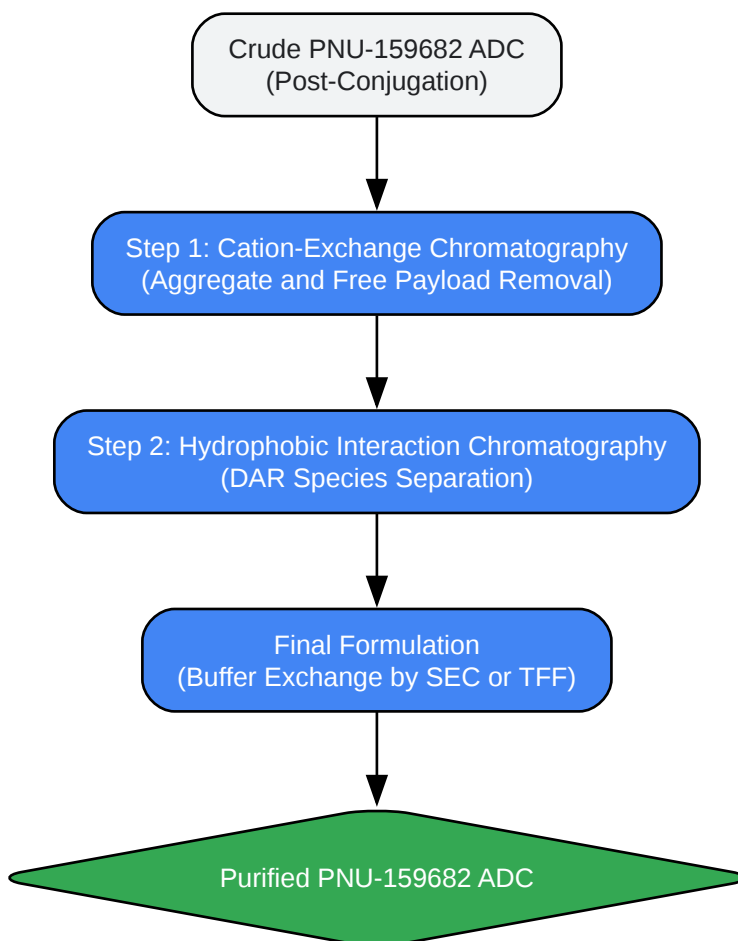 Crude PNU-159682 ADC
(Post-Conjugation)
Step 1: Cation-Exchange Chromatography
(Aggregate and Free Payload Removal)
Step 2: Hydrophobic Interaction Chromatography
(DAR Species Separation)
Final Formulation
(Buffer Exchange by SEC or TFF)
Purified PNU-159682 ADC